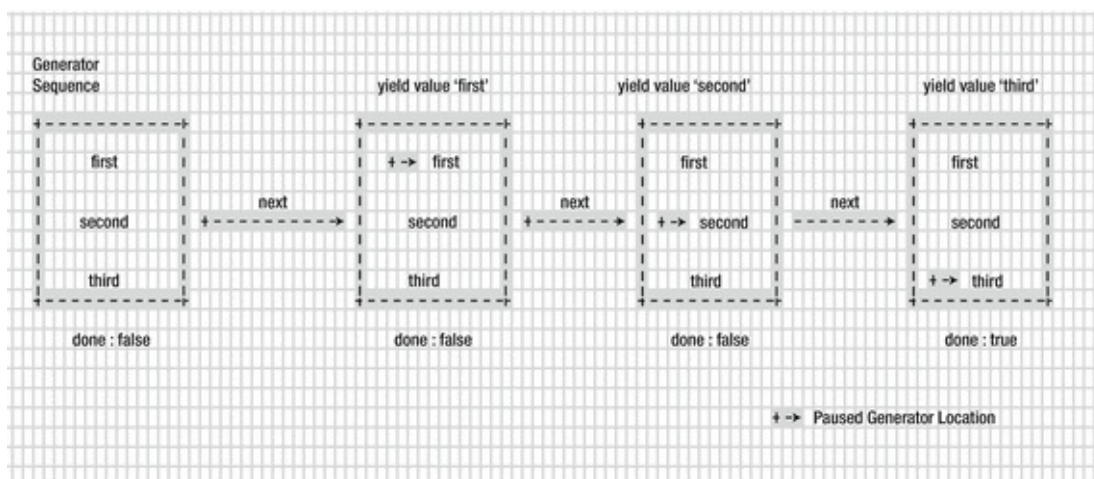 Generator
Sequence
yield value ‘first’
yield value ‘second’
yield value ‘third’
first
second
third
next
first
second
third
next
first
second
third
next
first
second
third
done : false
done : false
done : false
done : true
Paused Generator Location